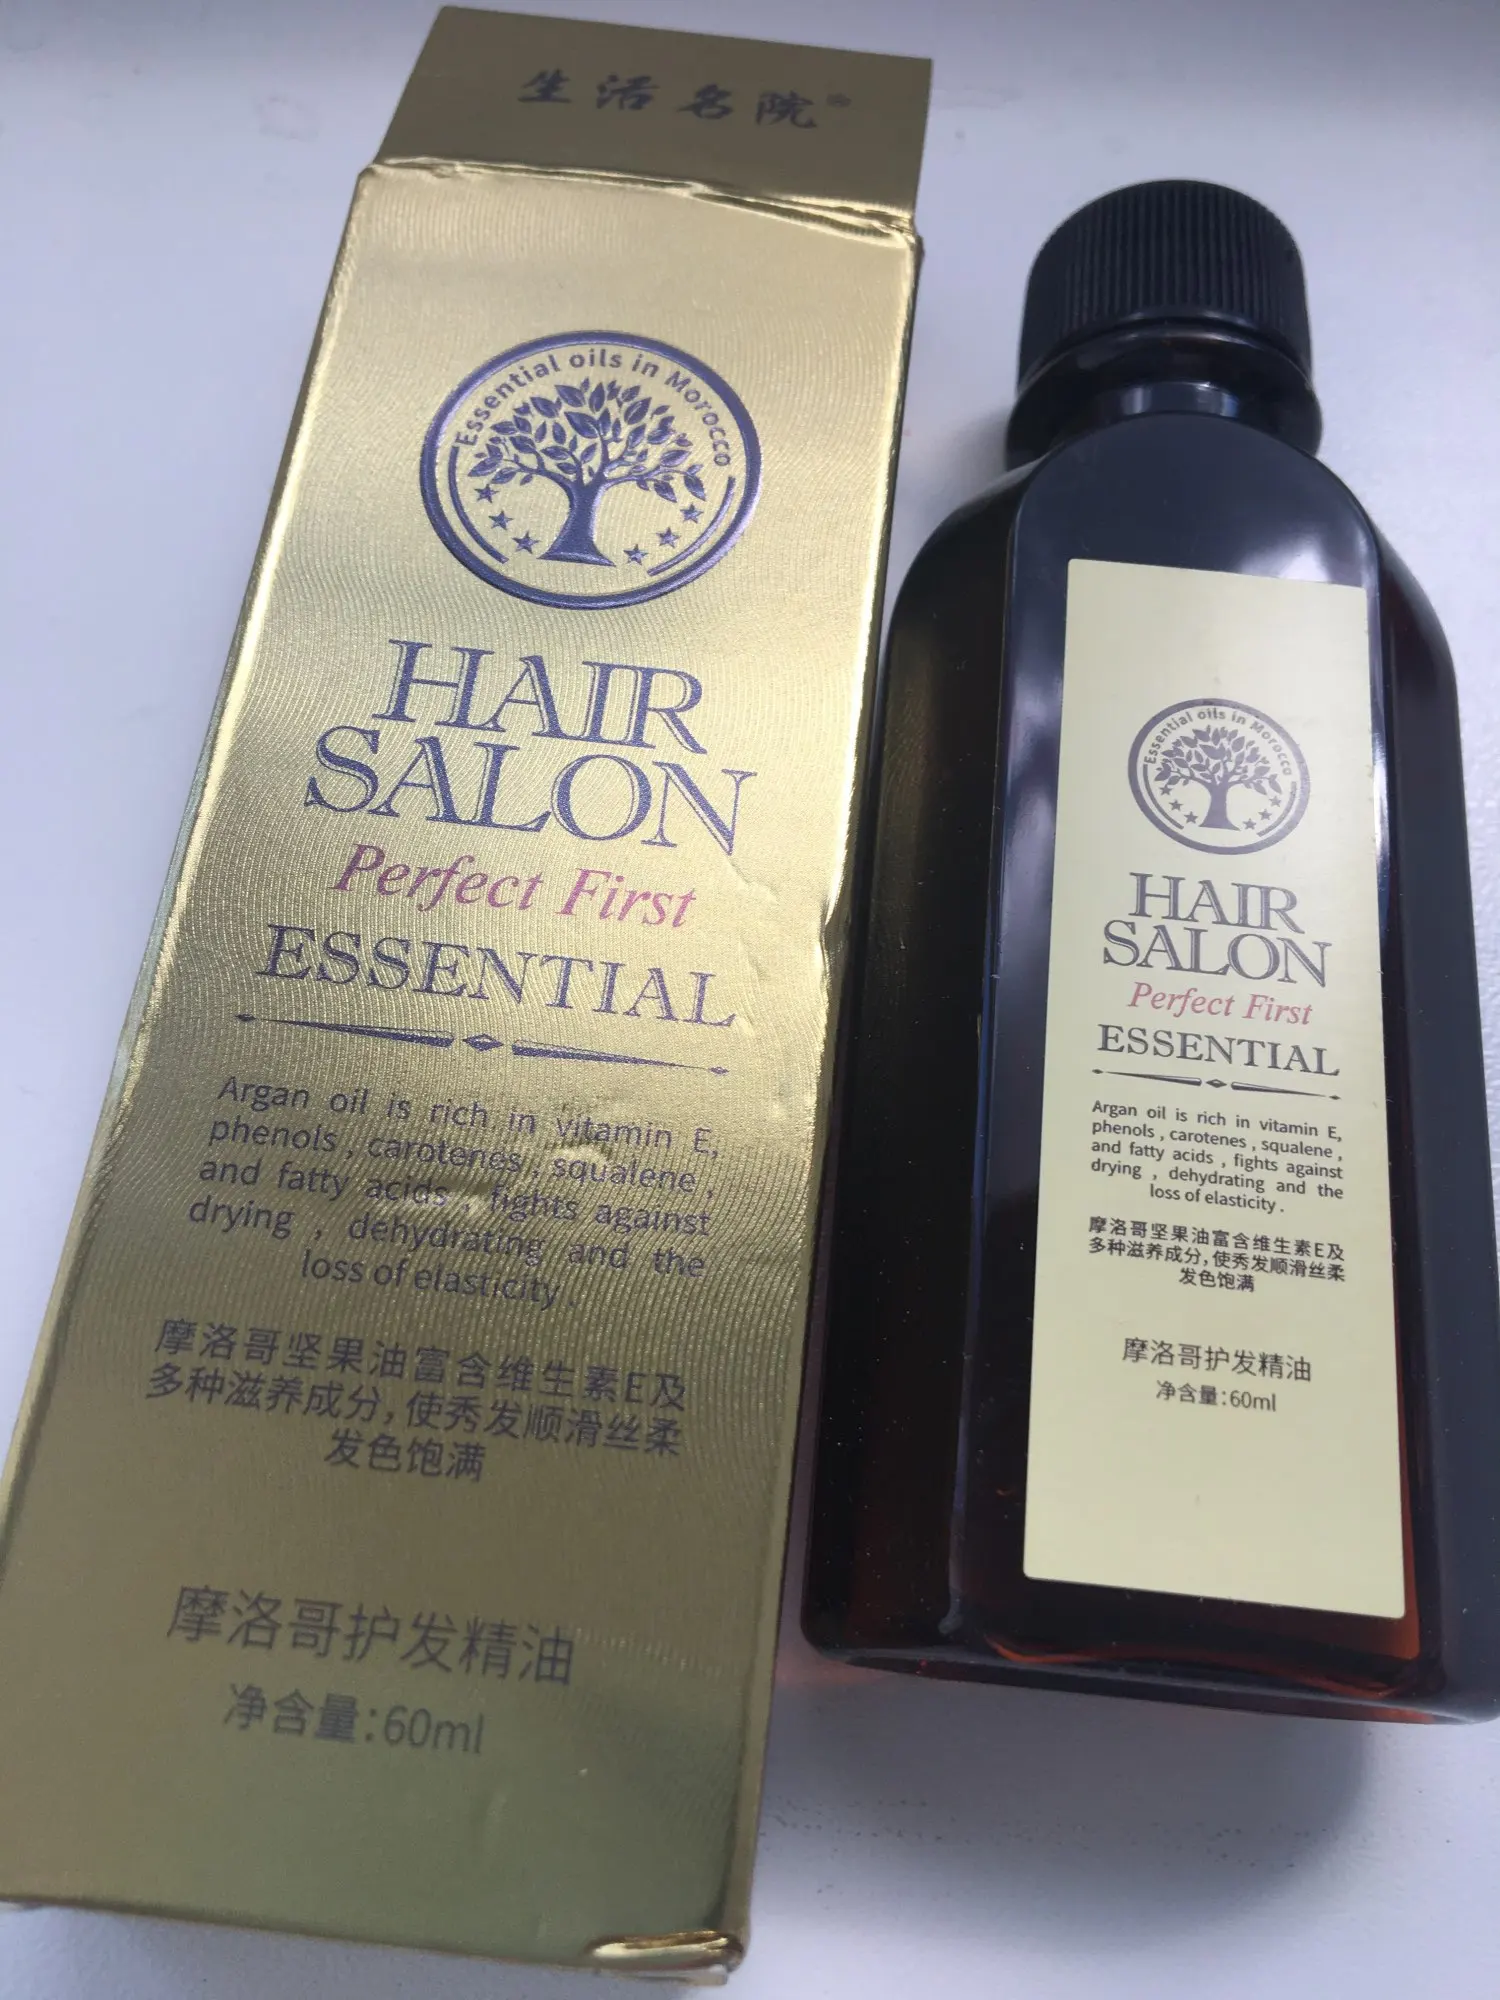 生活名院®
Essential oils in Morocco
HAIR
SALON
Perfect First
ESSENTIAL
Argan oil is rich in vitamin E,
phenols , carotenes , squalene ,
and fatty acids , fights against
drying , dehydrating and the
loss of elasticity .
摩洛哥坚果油富含维生素E及
多种滋养成分，使秀发顺滑丝柔
发色饱满
摩洛哥护发精油
净含量：60ml
Essential oils in Morocco
HAIR
SALON
Perfect First
ESSENTIAL
Argan oil is rich in vitamin E,
phenols , carotenes , squalene ,
and fatty acids , fights against
drying , dehydrating and the
loss of elasticity .
摩洛哥坚果油富含维生素E及
多种滋养成分，使秀发顺滑丝柔
发色饱满
摩洛哥护发精油
净含量：60ml